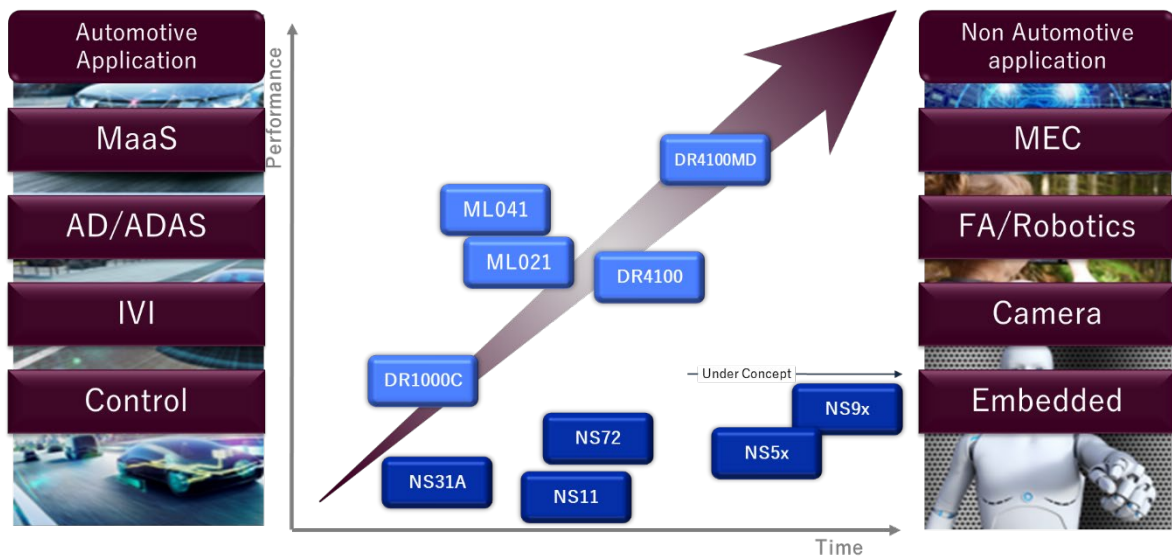 Automotive
Application
MaaS
AD/ADAS
IVI
Control
Performance
DR4100MD
ML041
ML021
DR4100
DR1000C
Under Concept
NS9x
NS72
NS5x
NS31A
NS11
Time
Non Automotive
application
MEC
FA/Robotics
Camera
Embedded